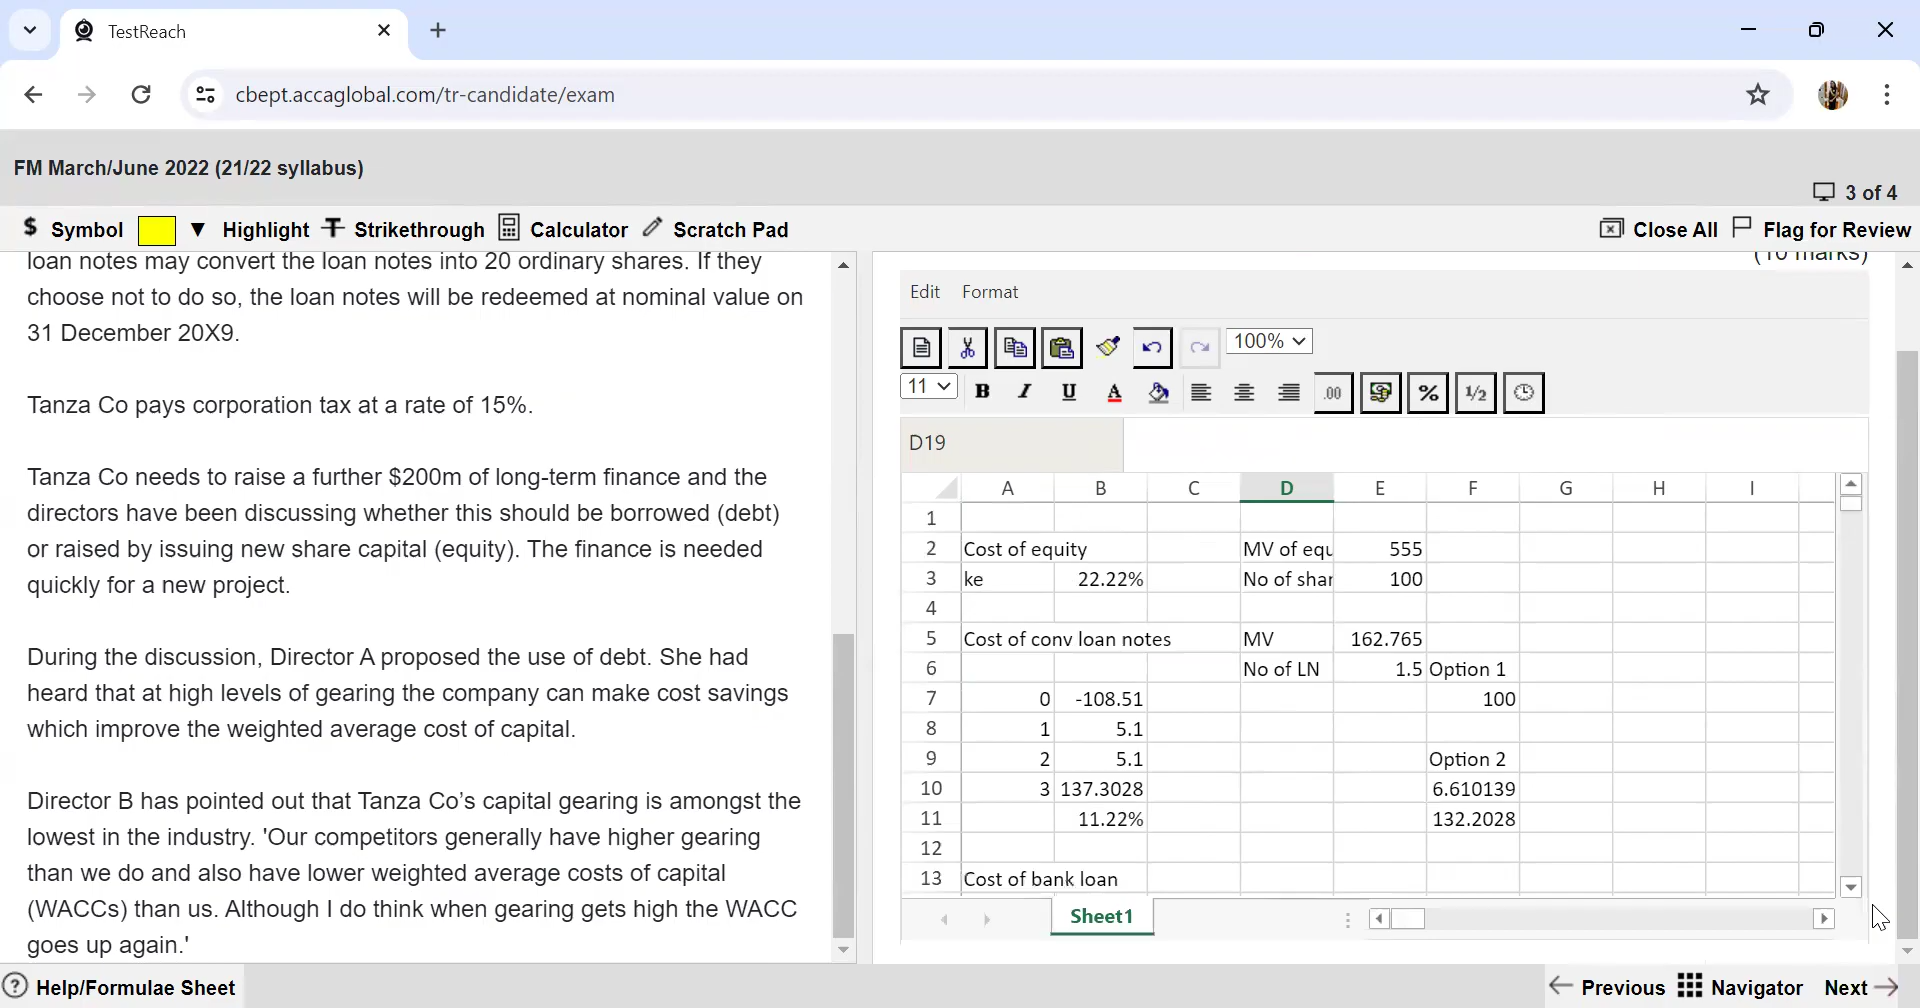 TestReach
cbept.accaglobal.com/tr-candidate/exam
FM March/June 2022 (21/22 syllabus)
3 of 4
$ Symbol ▼ Highlight Strikethrough Calculator Scratch Pad Close All Flag for Review
loan notes may convert the loan notes into 20 ordinary shares. If they
choose not to do so, the loan notes will be redeemed at nominal value on
31 December 20X9.
Tanza Co pays corporation tax at a rate of 15%.
Tanza Co needs to raise a further $200m of long-term finance and the
directors have been discussing whether this should be borrowed (debt)
or raised by issuing new share capital (equity). The finance is needed
quickly for a new project.
During the discussion, Director A proposed the use of debt. She had
heard that at high levels of gearing the company can make cost savings
which improve the weighted average cost of capital.
Director B has pointed out that Tanza Co's capital gearing is amongst the
lowest in the industry. 'Our competitors generally have higher gearing
than we do and also have lower weighted average costs of capital
(WACCs) than us. Although I do think when gearing gets high the WACC
goes up again.'
(10 marks)
Edit Format
100%
11 B I U A .00 % 1/2
D19
A B C D E F G H I
1
2 Cost of equity MV of equ 555
3 ke 22.22% No of shar 100
4
5 Cost of conv loan notes MV 162.765
6 No of LN 1.5 Option 1
7 0 -108.51 100
8 1 5.1
9 2 5.1 Option 2
10 3 137.3028 6.610139
11 11.22% 132.2028
12
13 Cost of bank loan
Sheet1
? Help/Formulae Sheet
Previous Navigator Next